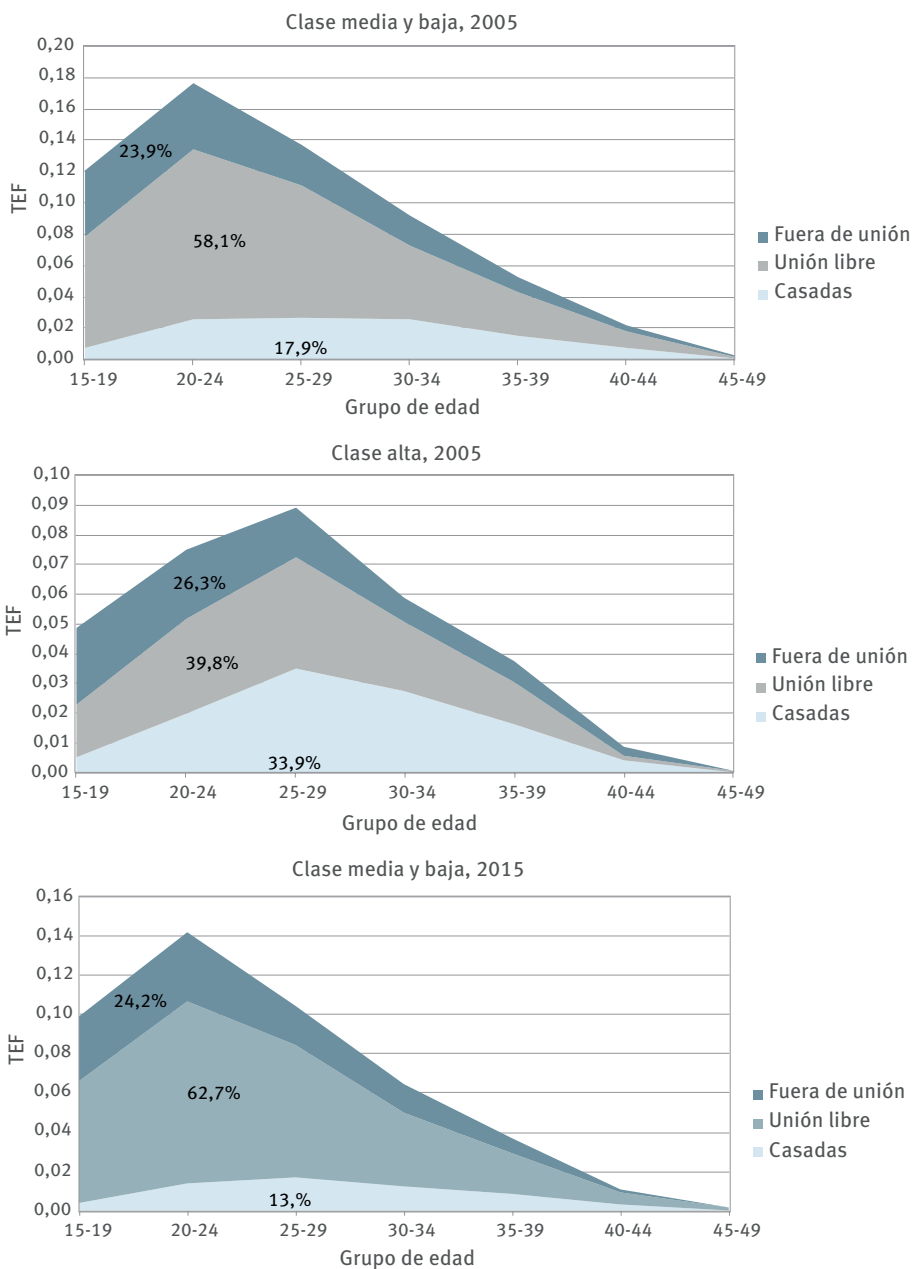 Clase media y baja, 2005
0,20
0,18
0,16
0,14
0,12
0,10
0,08
0,06
0,04
0,02
0,00
TEF
23,9%
58,1%
17,9%
15-19 20-24 25-29 30-34 35-39 40-44 45-49
Grupo de edad
Fuera de unión
Unión libre
Casadas
Clase alta, 2005
0,10
0,09
0,08
0,07
0,06
0,05
0,04
0,03
0,02
0,01
0,00
TEF
26,3%
39,8%
33,9%
15-19 20-24 25-29 30-34 35-39 40-44 45-49
Grupo de edad
Fuera de unión
Unión libre
Casadas
Clase media y baja, 2015
0,16
0,14
0,12
0,10
0,08
0,06
0,04
0,02
0,00
TEF
24,2%
62,7%
13,%
15-19 20-24 25-29 30-34 35-39 40-44 45-49
Grupo de edad
Fuera de unión
Unión libre
Casadas